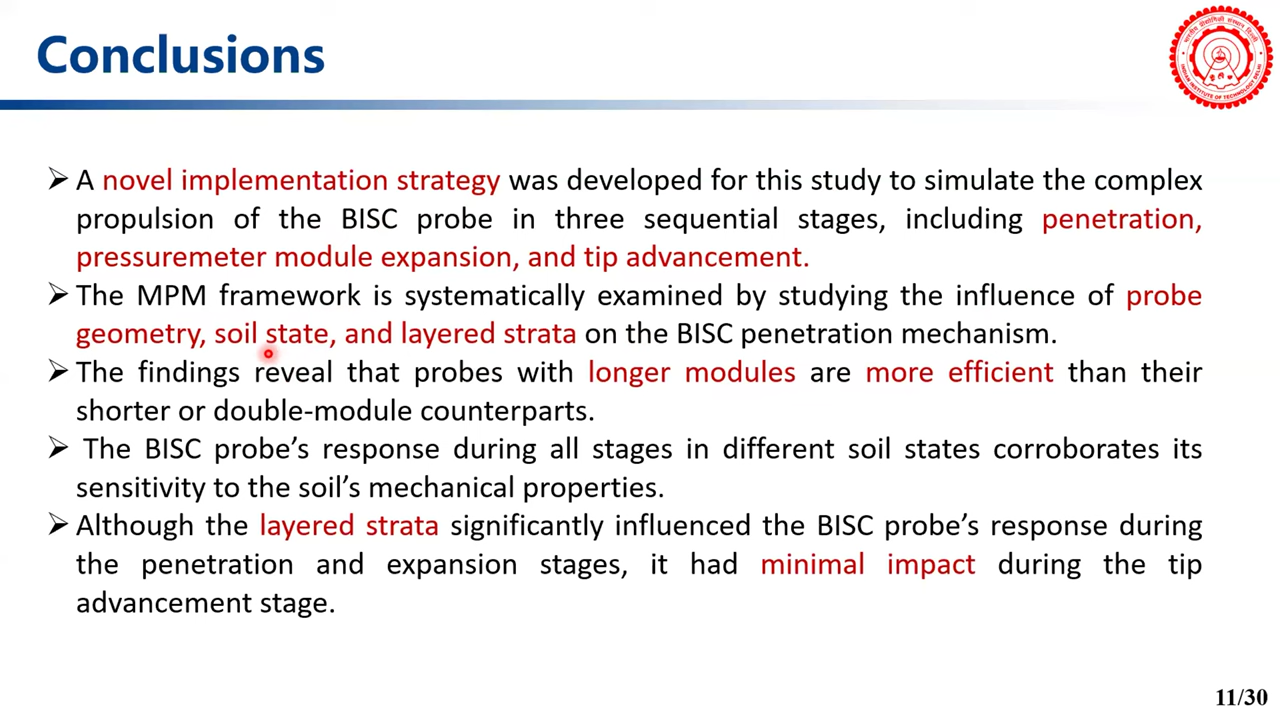 Conclusions
➢ A novel implementation strategy was developed for this study to simulate the complex
propulsion of the BISC probe in three sequential stages, including penetration,
pressuremeter module expansion, and tip advancement.
➢ The MPM framework is systematically examined by studying the influence of probe
geometry, soil state, and layered strata on the BISC penetration mechanism.
➢ The findings reveal that probes with longer modules are more efficient than their
shorter or double-module counterparts.
➢ The BISC probe’s response during all stages in different soil states corroborates its
sensitivity to the soil’s mechanical properties.
➢ Although the layered strata significantly influenced the BISC probe’s response during
the penetration and expansion stages, it had minimal impact during the tip
advancement stage.
11/30
INDIAN INSTITUTE OF TECHNOLOGY DELHI